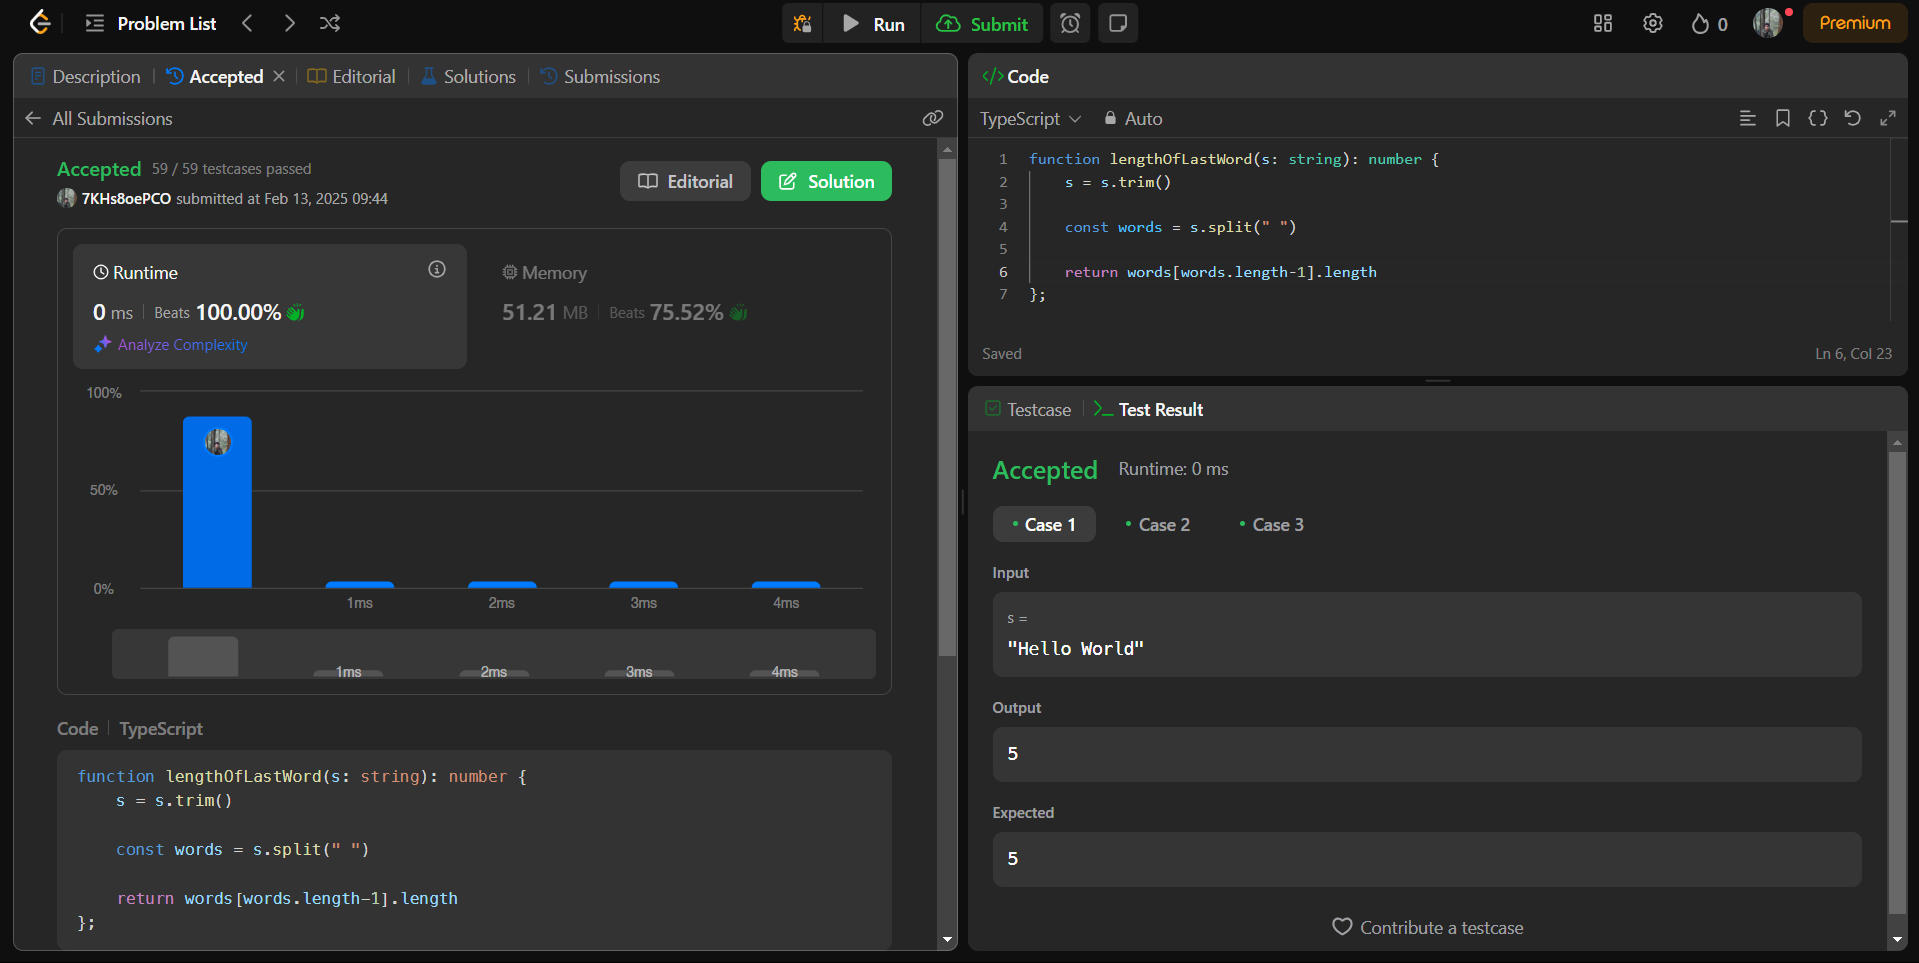 Problem List
Run
Submit
0
Premium
Description
Accepted
Editorial
Solutions
Submissions
All Submissions
Accepted 59 / 59 testcases passed
7KHs8oePCO submitted at Feb 13, 2025 09:44
Editorial
Solution
Runtime
0 ms Beats 100.00%
Analyze Complexity
Memory
51.21 MB Beats 75.52%
100%
50%
0%
1ms 2ms 3ms 4ms
1ms 2ms 3ms 4ms
Code TypeScript
function lengthOfLastWord(s: string): number {
    s = s.trim()
    const words = s.split(" ")
    return words[words.length-1].length
};
</> Code
TypeScript Auto
1 function lengthOfLastWord(s: string): number {
2     s = s.trim()
3
4     const words = s.split(" ")
5
6     return words[words.length-1].length
7 };
Saved
Ln 6, Col 23
Testcase
Test Result
Accepted Runtime: 0 ms
Case 1 Case 2 Case 3
Input
s =
"Hello World"
Output
5
Expected
5
Contribute a testcase